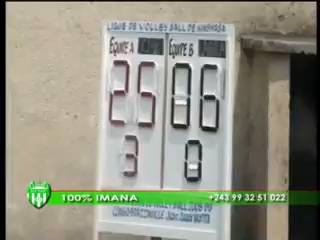 LIGUE DE VOLLEY BALL DE KINSHASA
EQUIPE A
EQUIPE B
25
06
3
0
100% IMANA
+243 99 32 51 022